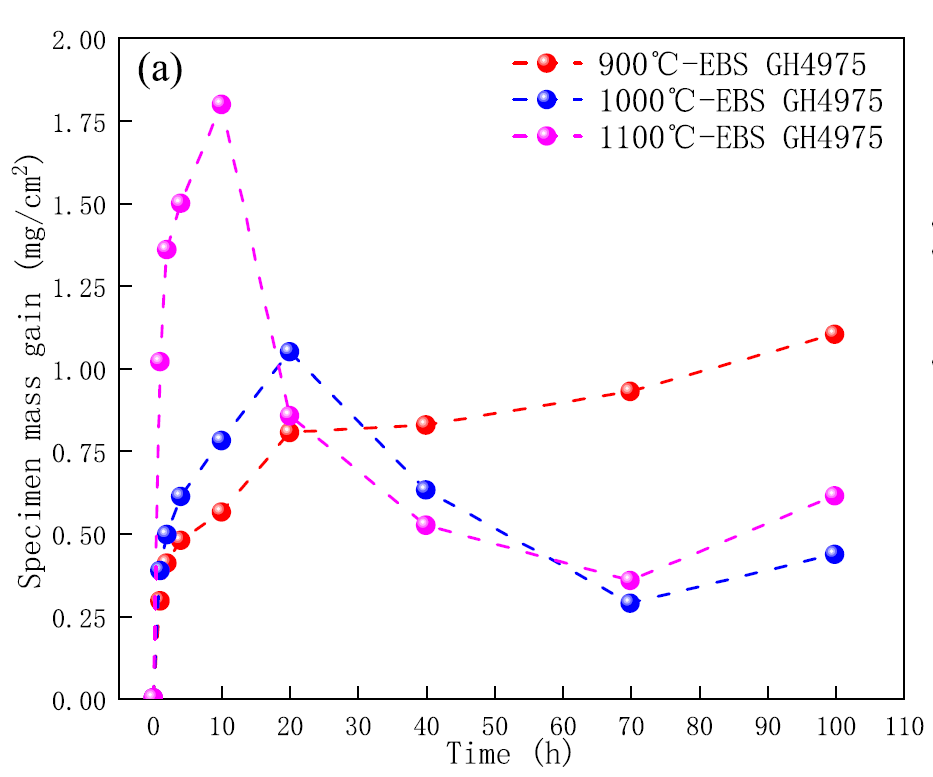 (a)
900℃-EBS GH4975
1000℃-EBS GH4975
1100℃-EBS GH4975
Specimen mass gain (mg/cm²)
2.00
1.75
1.50
1.25
1.00
0.75
0.50
0.25
0.00
0 10 20 30 40 50 60 70 80 90 100 110
Time (h)